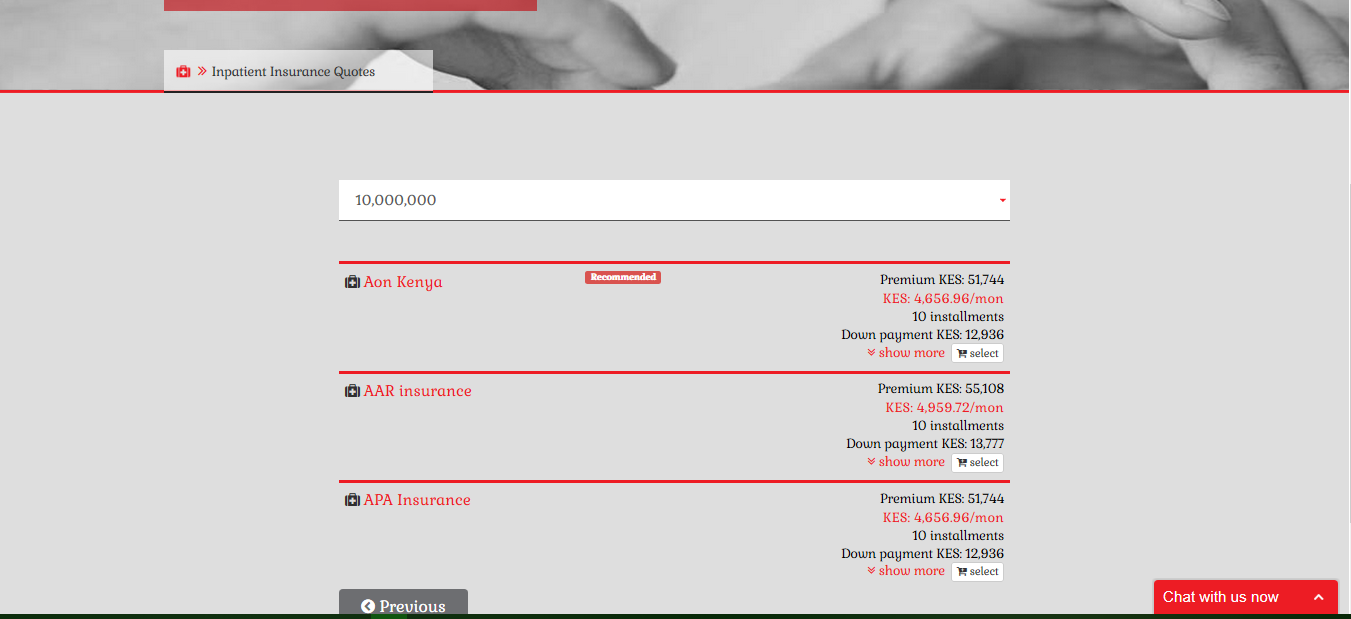 Inpatient Insurance Quotes
10,000,000
Aon Kenya
Recommended
Premium KES: 51,744
KES: 4,656.96/mon
10 installments
Down payment KES: 12,936
show more select
AAR insurance
Premium KES: 55,108
KES: 4,959.72/mon
10 installments
Down payment KES: 13,777
show more select
APA Insurance
Premium KES: 51,744
KES: 4,656.96/mon
10 installments
Down payment KES: 12,936
show more select
Previous
Chat with us now